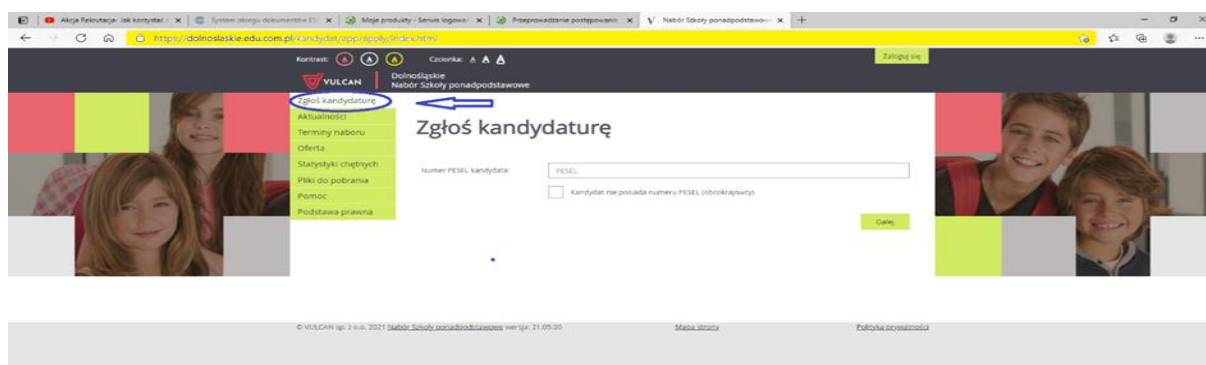 Akcja Rekrutacja- Jak korzystać z
System obiegu dokumentów
Moje produkty - Serwis logowa
Przeprowadzanie postępowania
Nabór Szkoły ponadpodstawow
https://dolnoslaskie.edu.com.pl/kandydat/app/apply/index.html
Kontrast: A A A Czcionka: A A A
Zaloguj się
VULCAN
Dolnośląskie
Nabór Szkoły ponadpodstawowe
Zgłoś kandydaturę
Aktualności
Terminy naboru
Oferta
Statystyki chętnych
Pliki do pobrania
Pomoc
Podstawa prawna
Zgłoś kandydaturę
Numer PESEL kandydata:
PESEL
Kandydat nie posiada numeru PESEL (obcokrajowcy)
Dalej
© VULCAN sp. z o.o. 2021 Nabór Szkoły ponadpodstawowe wersja: 21.05.00
Mapa strony
Polityka prywatności